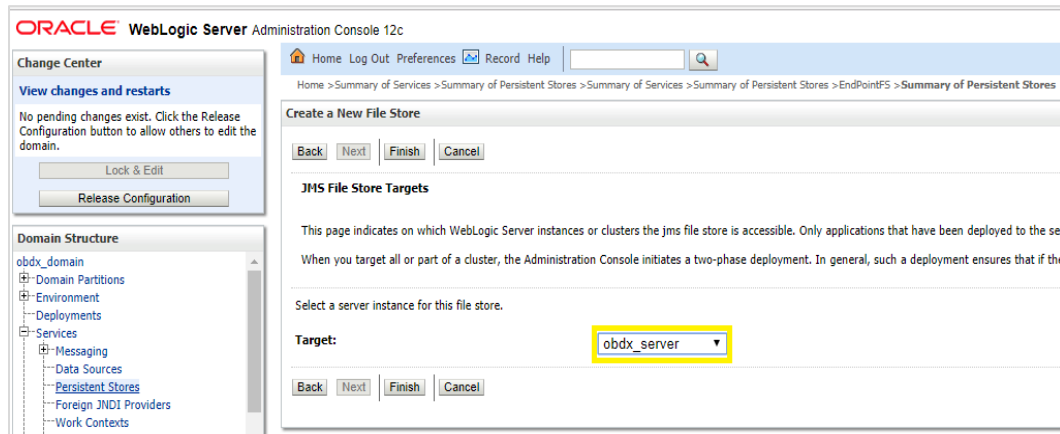 ORACLE WebLogic Server Administration Console 12c
Change Center
View changes and restarts
No pending changes exist. Click the Release
Configuration button to allow others to edit the
domain.
Lock & Edit
Release Configuration
Domain Structure
obdx_domain
Domain Partitions
Environment
Deployments
Services
Messaging
Data Sources
Persistent Stores
Foreign JNDI Providers
Work Contexts
Home Log Out Preferences Record Help
Home >Summary of Services >Summary of Persistent Stores >Summary of Services >Summary of Persistent Stores >EndPointFS >Summary of Persistent Stores
Create a New File Store
Back Next Finish Cancel
JMS File Store Targets
This page indicates on which WebLogic Server instances or clusters the jms file store is accessible. Only applications that have been deployed to the se
When you target all or part of a cluster, the Administration Console initiates a two-phase deployment. In general, such a deployment ensures that if the
Select a server instance for this file store.
Target: obdx_server
Back Next Finish Cancel